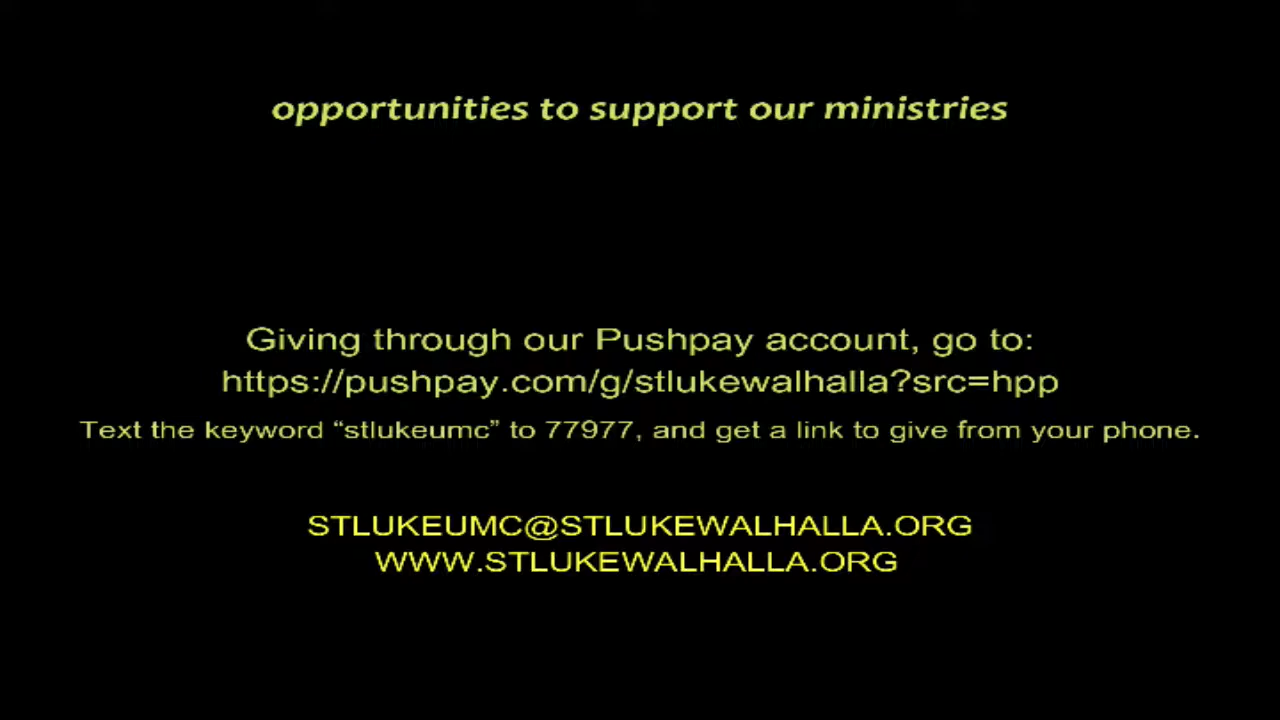 opportunities to support our ministries
Giving through our Pushpay account, go to:
https://pushpay.com/g/stlukewalhalla?src=hpp
Text the keyword “stlukeumc” to 77977, and get a link to give from your phone.
STLUKEUMC@STLUKEWALHALLA.ORG
WWW.STLUKEWALHALLA.ORG